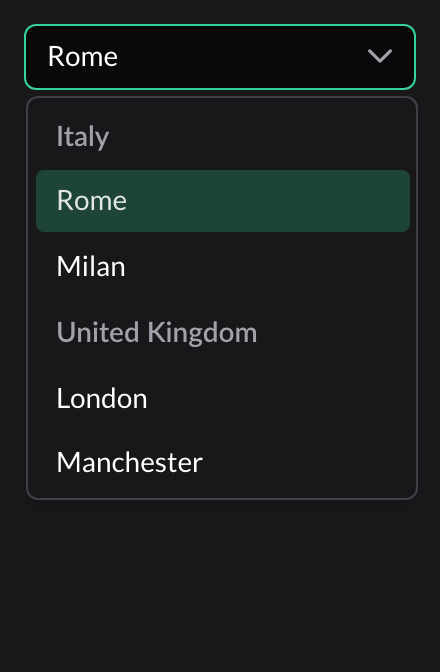 Rome
Italy
Rome
Milan
United Kingdom
London
Manchester